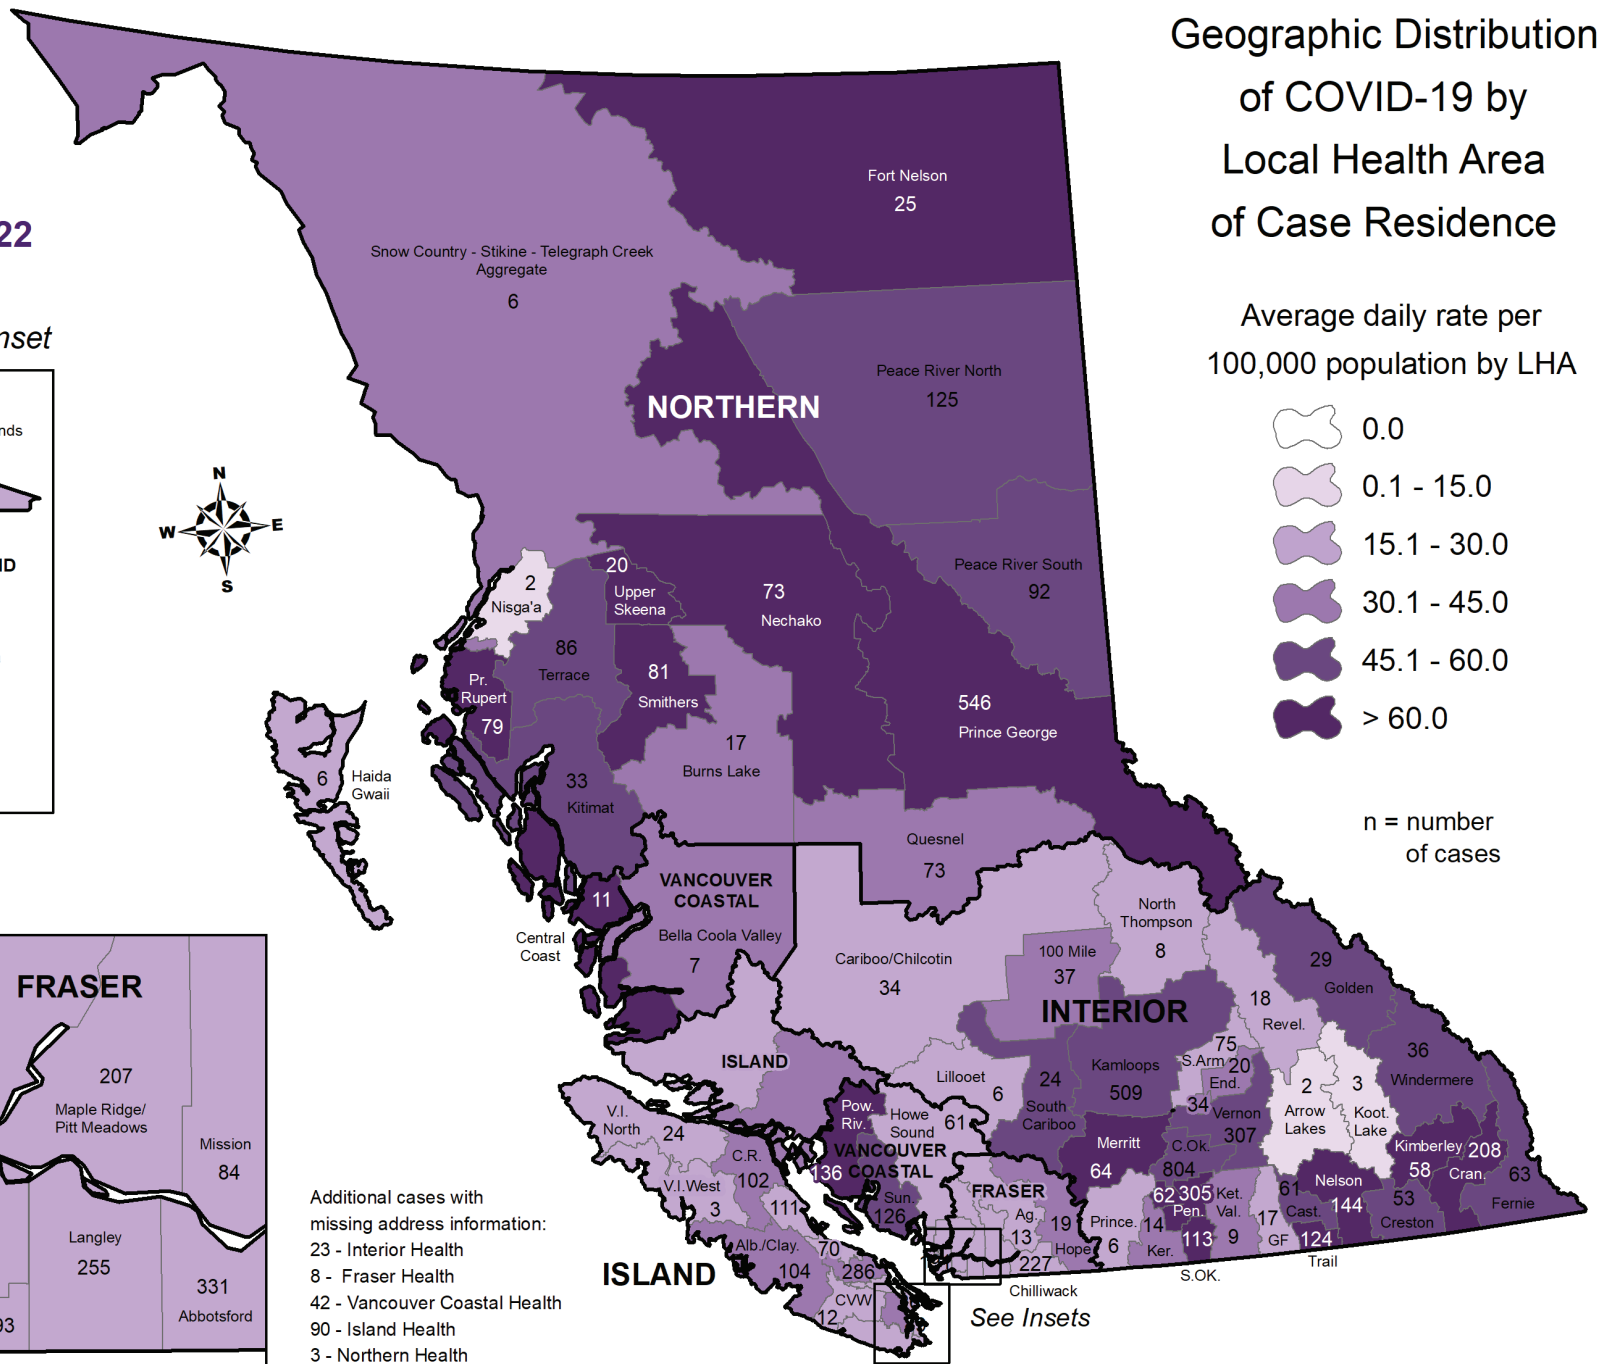 Geographic Distribution
of COVID-19 by
Local Health Area
of Case Residence
Average daily rate per
100,000 population by LHA
0.0
0.1 - 15.0
15.1 - 30.0
30.1 - 45.0
45.1 - 60.0
> 60.0
n = number
of cases
22
nset
nds
ND
N
W
E
S
Fort Nelson
25
Snow Country - Stikine - Telegraph Creek
Aggregate
6
Peace River North
125
NORTHERN
Peace River South
92
2
Nisga'a
20
Upper
Skeena
73
Nechako
86
Terrace
81
Smithers
Pr.
Rupert
79
546
Prince George
17
Burns Lake
33
Kitimat
6
Haida
Gwaii
Quesnel
73
VANCOUVER
COASTAL
11
Central
Coast
Bella Coola Valley
7
Cariboo/Chilcotin
34
North
Thompson
8
100 Mile
37
INTERIOR
29
Golden
18
Revel.
36
Windermere
ISLAND
Lillooet
6
24
South
Cariboo
Kamloops
509
75
S.Arm
20
End.
34
Vernon
307
2
Arrow
Lakes
3
Koot.
Lake
Pow.
Riv.
136
Howe
Sound
61
VANCOUVER
COASTAL
Merritt
64
C.Ok.
804
Kimberley
58
208
Cran.
63
Fernie
V.I.
North
24
C.R.
102
V.I.West
3
111
Sun.
126
FRASER
Ag.
13
19
Hope
227
Chilliwack
Prince.
6
14
Ker.
62
305
Pen.
113
S.OK.
Ket.
Val.
9
17
GF
61
Cast.
Nelson
144
124
Trail
53
Creston
Alb./Clay.
104
70
286
CVW
12
ISLAND
See Insets
FRASER
207
Maple Ridge/
Pitt Meadows
Mission
84
Langley
255
331
Abbotsford
93
Additional cases with
missing address information:
23 - Interior Health
8 - Fraser Health
42 - Vancouver Coastal Health
90 - Island Health
3 - Northern Health